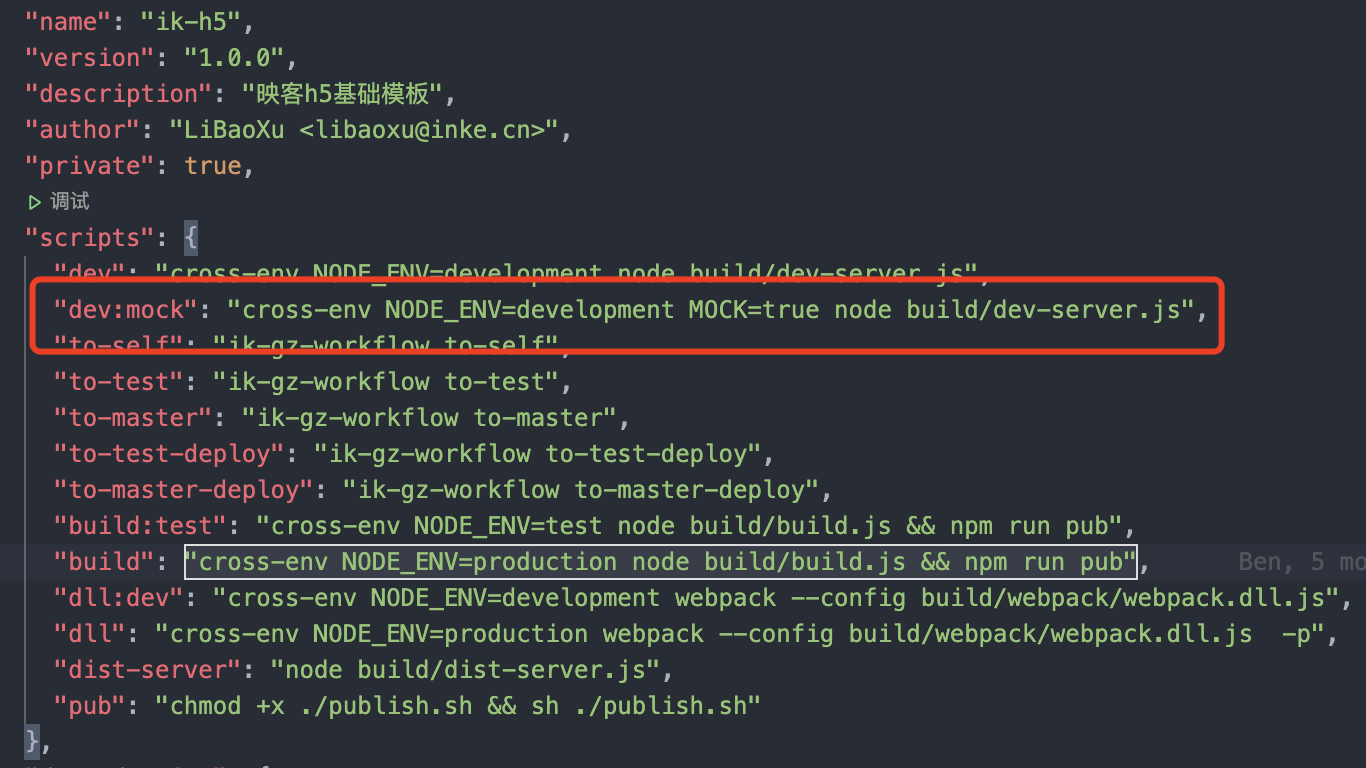 "name": "ik-h5",
"version": "1.0.0",
"description": "映客h5基础模板",
"author": "LiBaoXu <libaoxu@inke.cn>",
"private": true,
调试
"scripts": {
"dev": "cross-env NODE_ENV=development node build/dev-server.js",
"dev:mock": "cross-env NODE_ENV=development MOCK=true node build/dev-server.js",
"to-self": "ik-gz-workflow to-self",
"to-test": "ik-gz-workflow to-test",
"to-master": "ik-gz-workflow to-master",
"to-test-deploy": "ik-gz-workflow to-test-deploy",
"to-master-deploy": "ik-gz-workflow to-master-deploy",
"build:test": "cross-env NODE_ENV=test node build/build.js && npm run pub",
"build": "cross-env NODE_ENV=production node build/build.js && npm run pub", Ben, 5 mo
"dll:dev": "cross-env NODE_ENV=development webpack --config build/webpack/webpack.dll.js",
"dll": "cross-env NODE_ENV=production webpack --config build/webpack/webpack.dll.js  -p",
"dist-server": "node build/dist-server.js",
"pub": "chmod +x ./publish.sh && sh ./publish.sh"
},